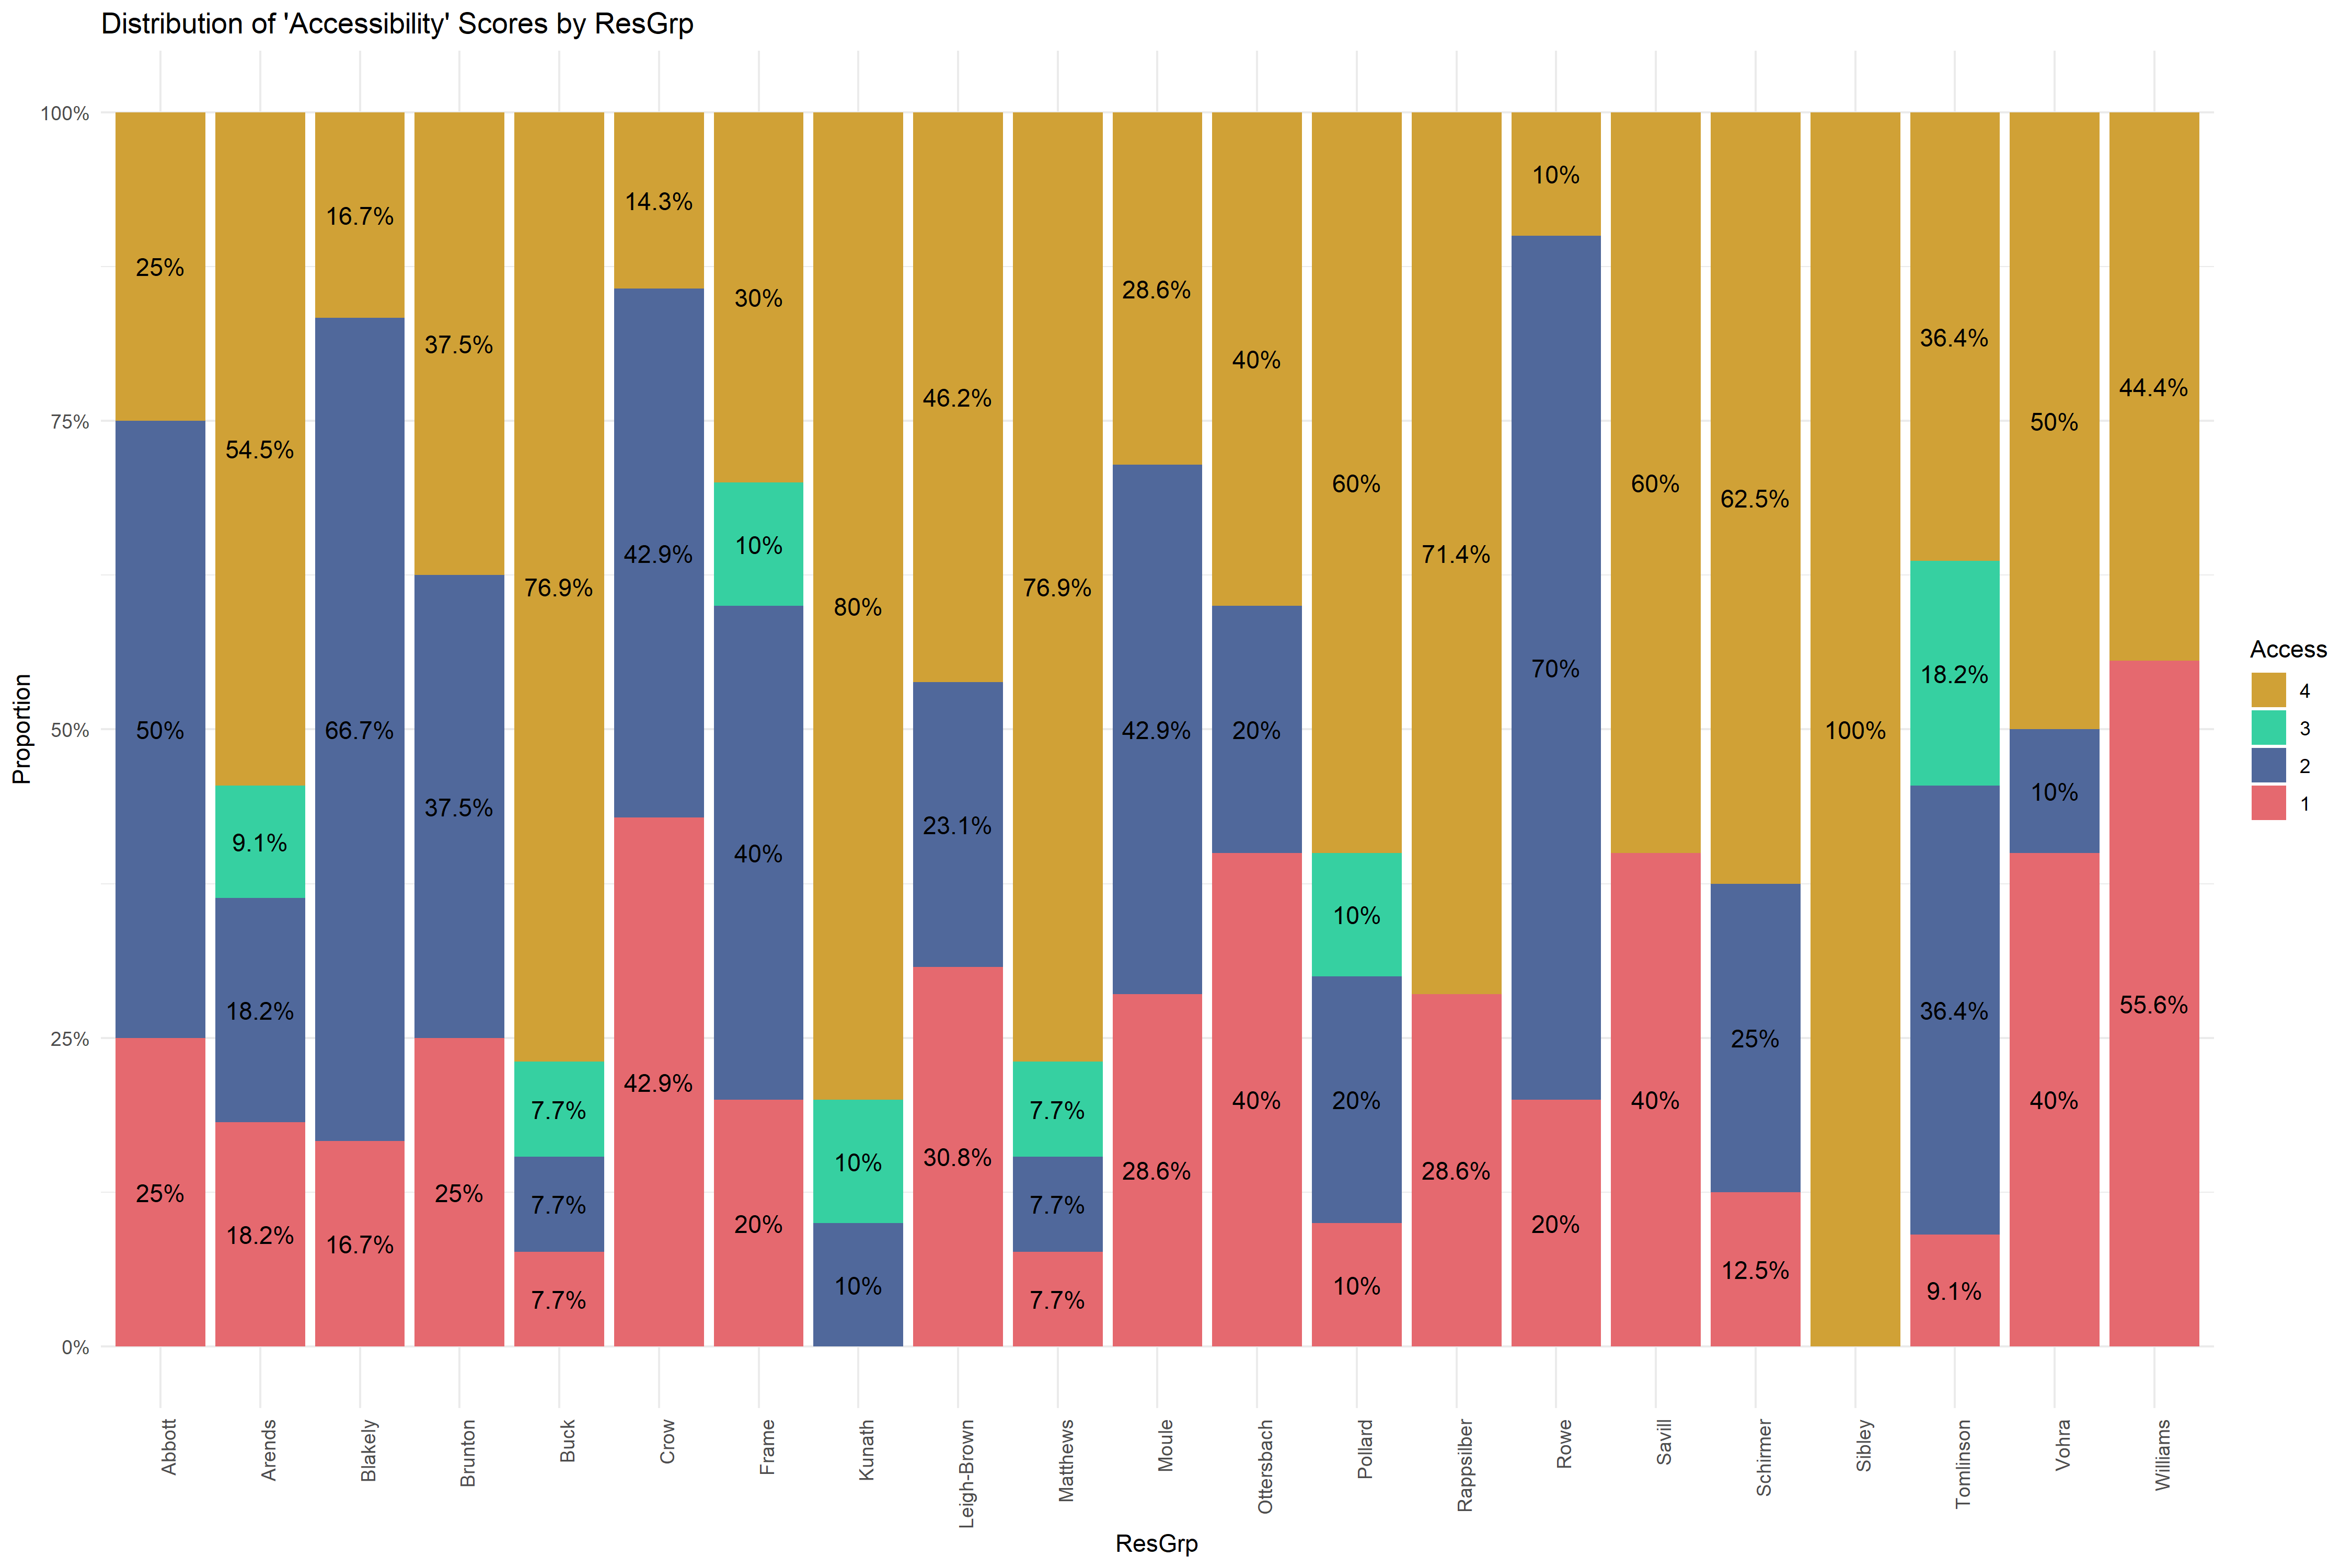 Distribution of 'Accessibility' Scores by ResGrp
Proportion
100%
75%
50%
25%
0%
25%
50%
25%
54.5%
9.1%
18.2%
18.2%
16.7%
66.7%
16.7%
37.5%
37.5%
25%
76.9%
7.7%
7.7%
7.7%
14.3%
42.9%
42.9%
30%
10%
40%
20%
80%
10%
10%
46.2%
23.1%
30.8%
76.9%
7.7%
7.7%
7.7%
28.6%
42.9%
28.6%
40%
20%
40%
60%
10%
20%
10%
71.4%
28.6%
10%
70%
20%
60%
40%
62.5%
25%
12.5%
100%
36.4%
18.2%
36.4%
9.1%
50%
10%
40%
44.4%
55.6%
Abbott
Arends
Blakely
Brunton
Buck
Crow
Frame
Kunath
Leigh-Brown
Matthews
Moule
Ottersbach
Pollard
Rappsilber
Rowe
Savill
Schirmer
Sibley
Tomlinson
Vohra
Williams
ResGrp
Access
4
3
2
1